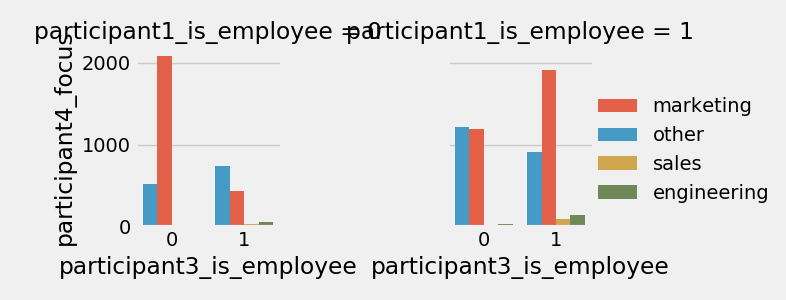 participant1_is_employee = 0
participant1_is_employee = 1
participant4_focus
2000
1000
0
0
1
0
1
participant3_is_employee
participant3_is_employee
marketing
other
sales
engineering